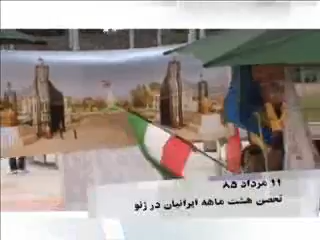 ۱۱ مرداد ۸۵
تحصن هشت ماهه ایرانیان در ژنو